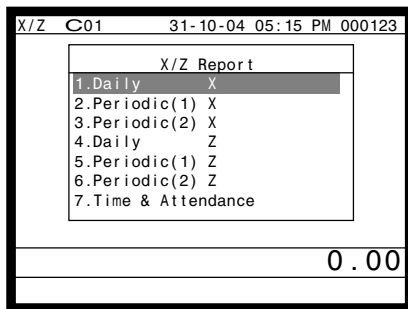 X/Z C01 31-10-04 05:15 PM 000123
X/Z Report
1.Daily X
2.Periodic(1) X
3.Periodic(2) X
4.Daily Z
5.Periodic(1) Z
6.Periodic(2) Z
7.Time & Attendance
0.00